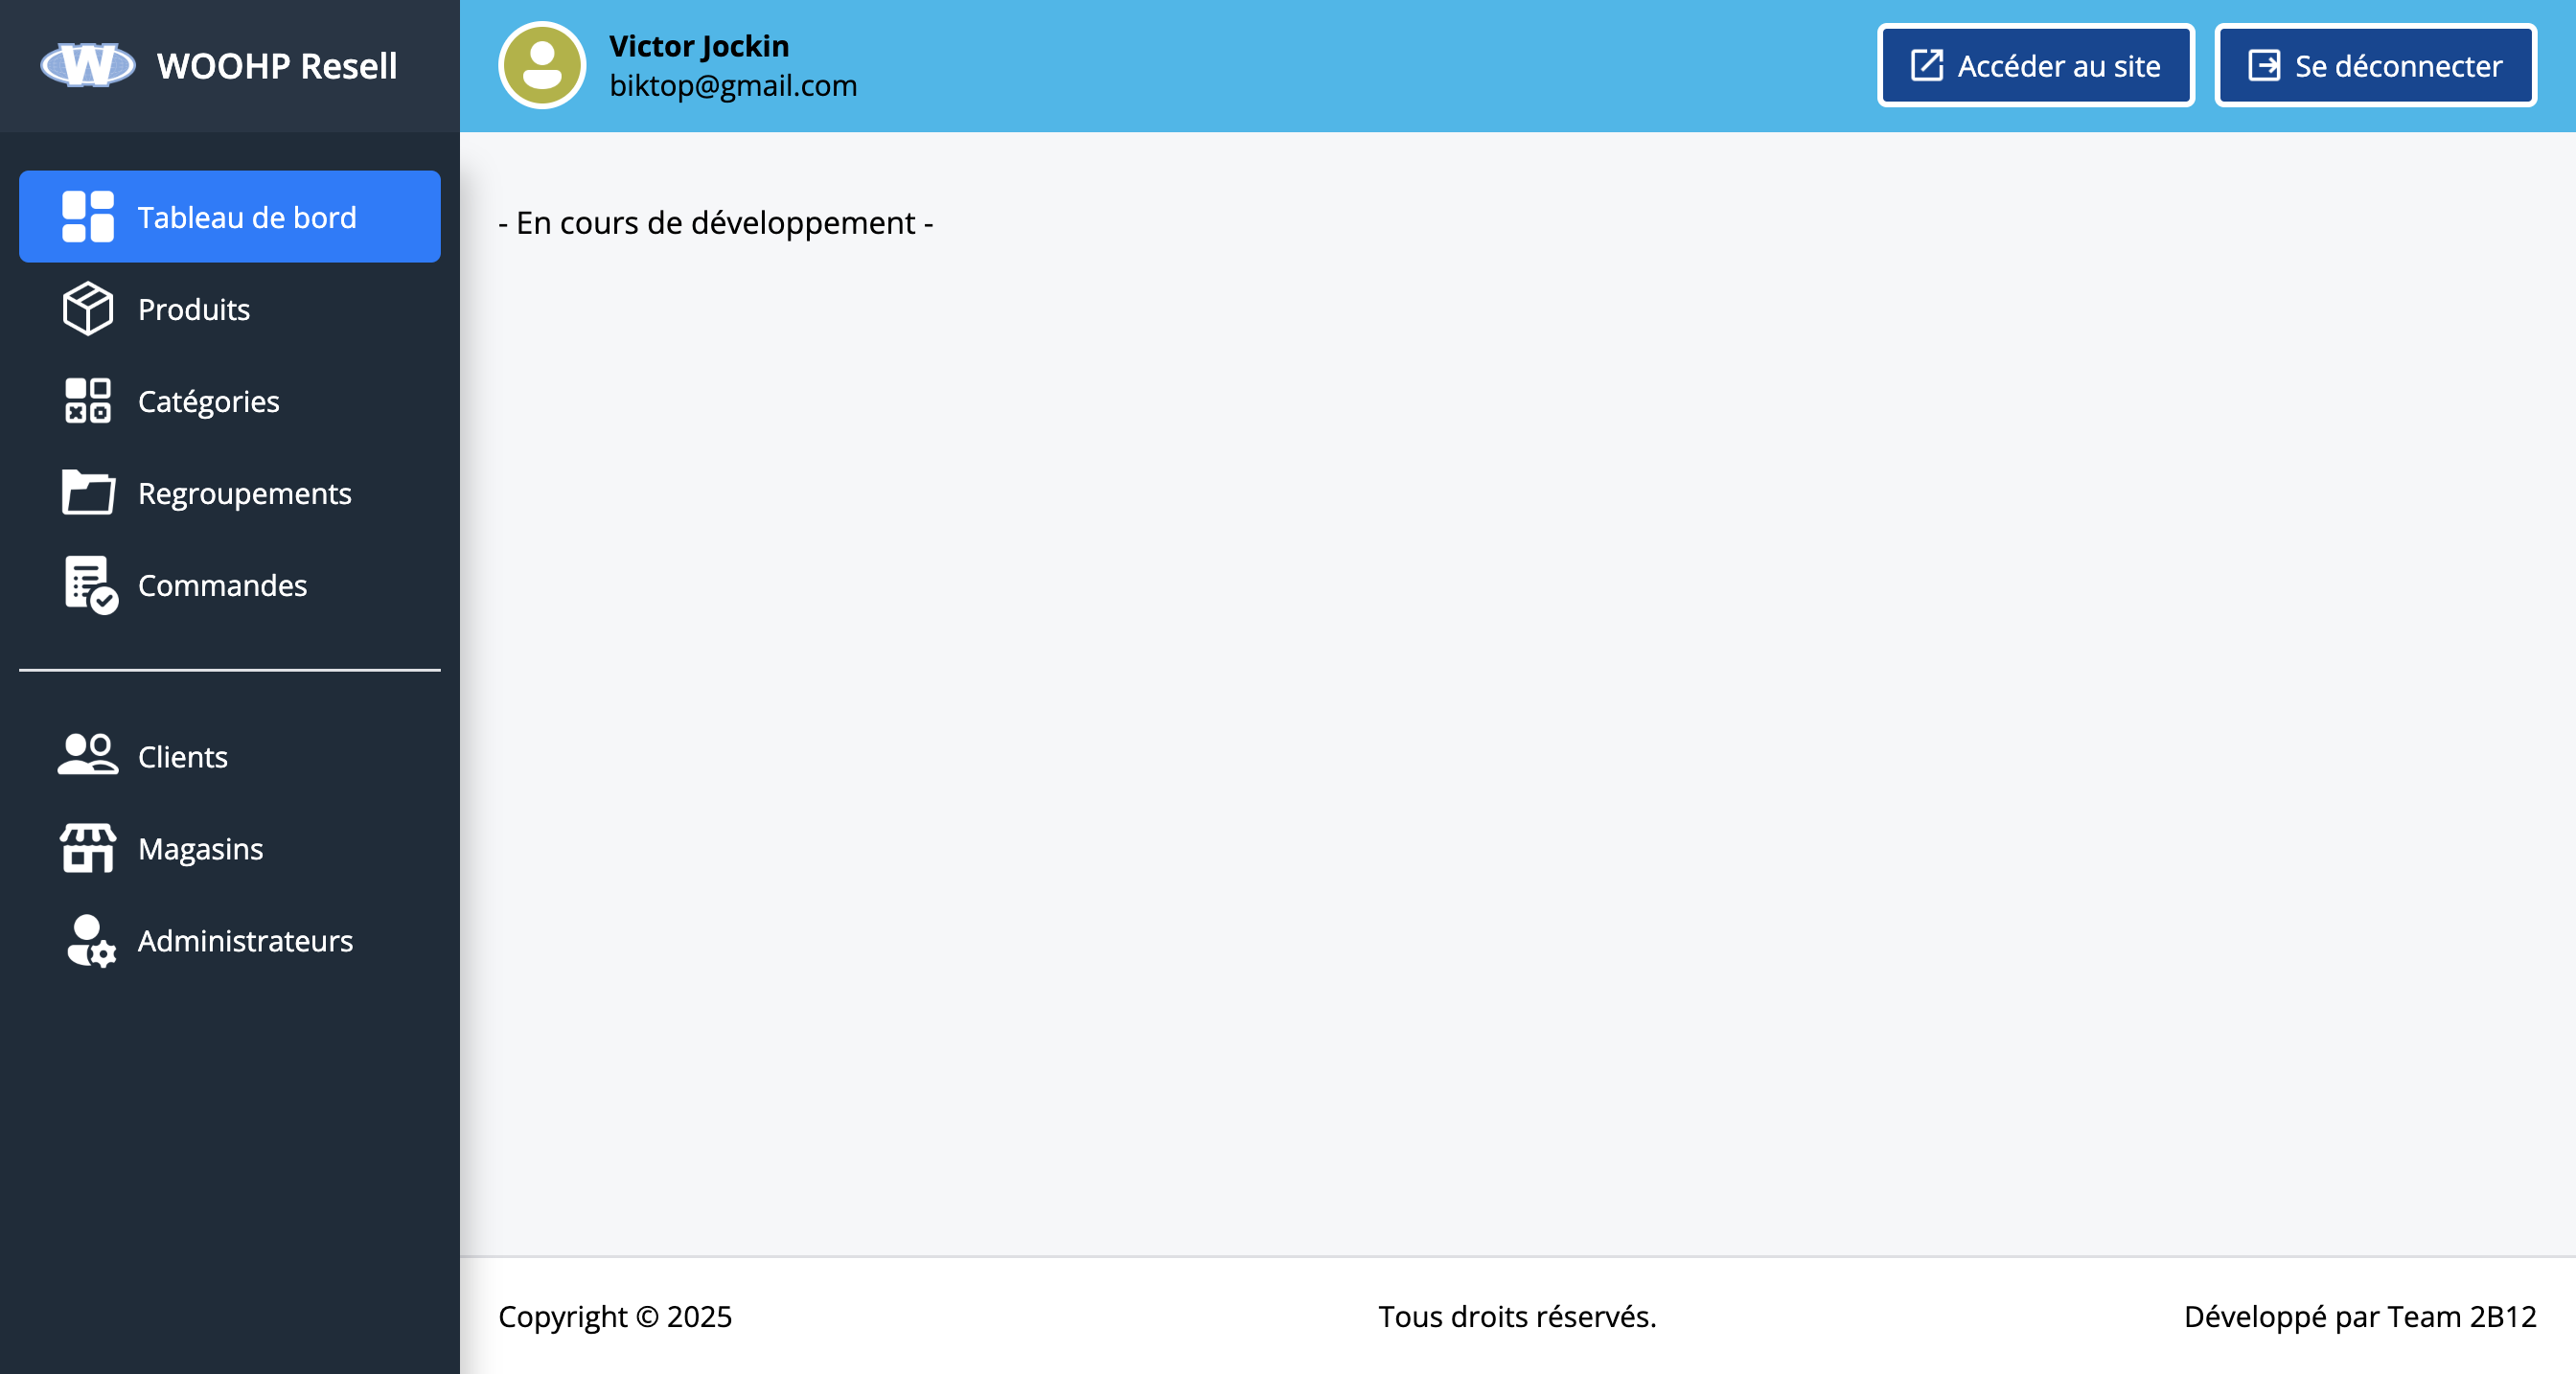 W WOOHP Resell
Victor Jockin
biktop@gmail.com
Accéder au site
Se déconnecter
Tableau de bord
Produits
Catégories
Regroupements
Commandes
Clients
Magasins
Administrateurs
- En cours de développement -
Copyright © 2025
Tous droits réservés.
Développé par Team 2B12